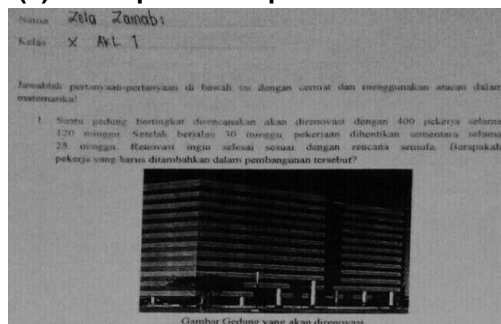 Nama Zela Zainabi
Kelas X AKL 1
Jawablah pertanyaan-pertanyaan di bawah ini dengan cermat dan menggunakan aturan dalam
matematika!
1. Suatu gedung bertingkat direncanakan akan direnovasi dengan 400 pekerja selama
120 minggu. Setelah berjalan 30 minggu, pekerjaan dihentikan sementara selama
25 minggu. Renovasi ingin selesai sesuai dengan rencana semula. Berapakah
pekerja yang harus ditambahkan dalam pembangunan tersebut?
Gambar Gedung yang akan direnovasi